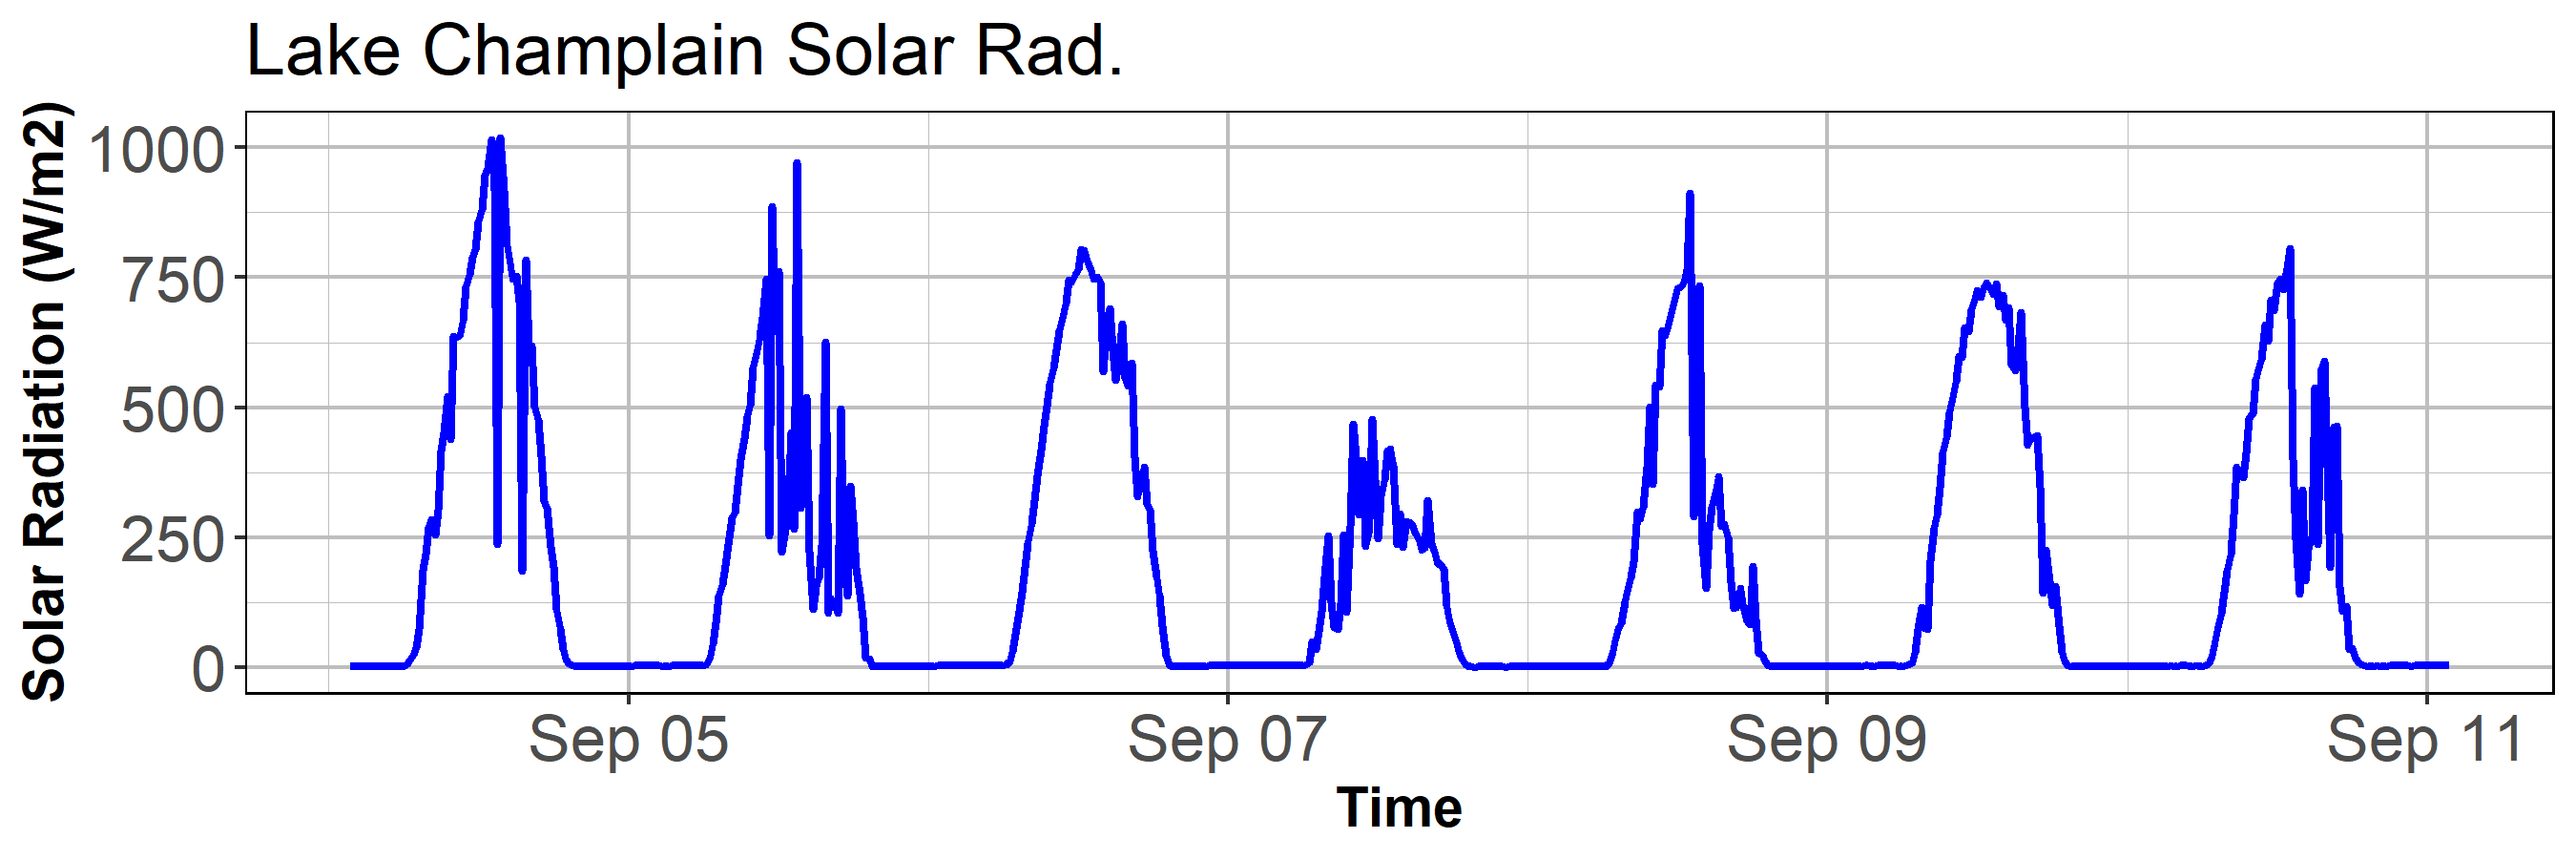 Lake Champlain Solar Rad.
Solar Radiation (W/m2)
1000
750
500
250
0
Sep 05 Sep 07 Sep 09 Sep 11
Time